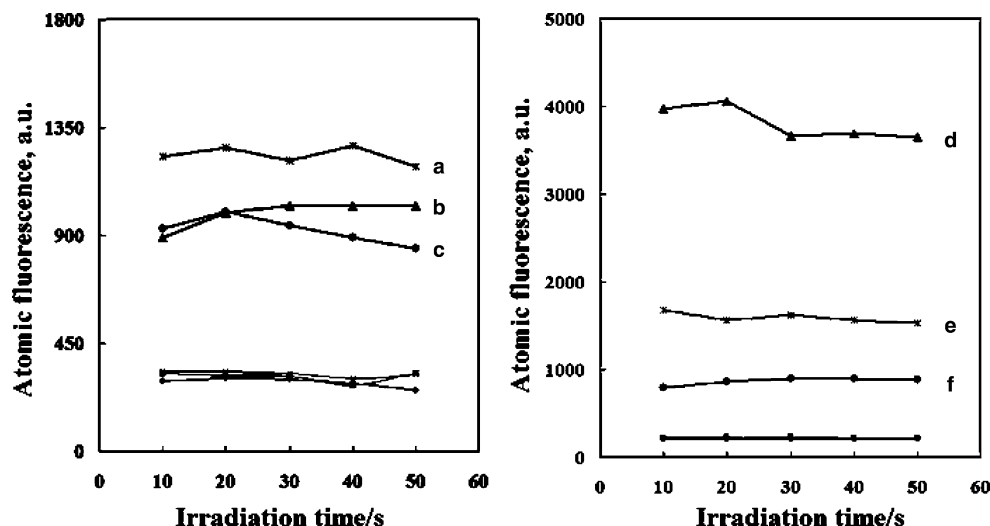 Atomic fluorescence, a.u.
1800
1350
900
450
0
a
b
c
0 10 20 30 40 50 60
Irradiation time/s
Atomic fluorescence, a.u.
5000
4000
3000
2000
1000
0
d
e
f
0 10 20 30 40 50 60
Irradiation time/s